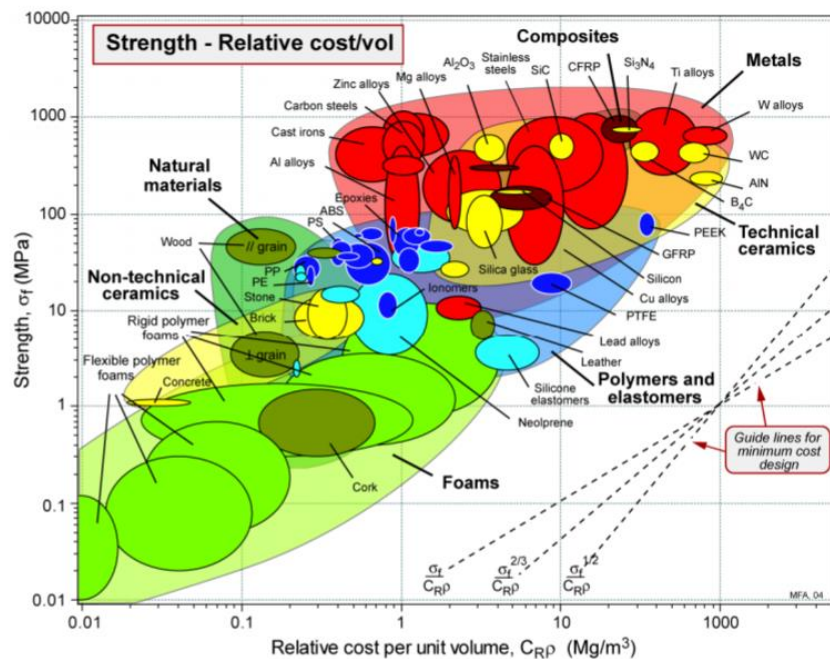 Strength - Relative cost/vol
10000
1000
100
10
1
0.1
0.01
Strength, σf (MPa)
0.01
0.1
1
10
100
1000
Relative cost per unit volume, CRρ (Mg/m³)
Composites
Metals
Natural
materials
Non-technical
ceramics
Technical
ceramics
Polymers and
elastomers
Foams
Al2O3
Stainless
steels
SiC
CFRP
Si3N4
Ti alloys
W alloys
Mg alloys
Zinc alloys
Carbon steels
Cast irons
Al alloys
WC
AlN
B4C
Epoxies
ABS
PS
Wood
// grain
PP
PE
Stone
Brick
Rigid polymer
foams
⊥ grain
Flexible polymer
foams
Concrete
PEEK
GFRP
Silicon
Silica glass
Cu alloys
Ionomers
PTFE
Lead alloys
Leather
Silicone
elastomers
Neolprene
Cork
Guide lines for
minimum cost
design
σf
CRρ
σf2/3
CRρ
σf1/2
CRρ
MFA, 04